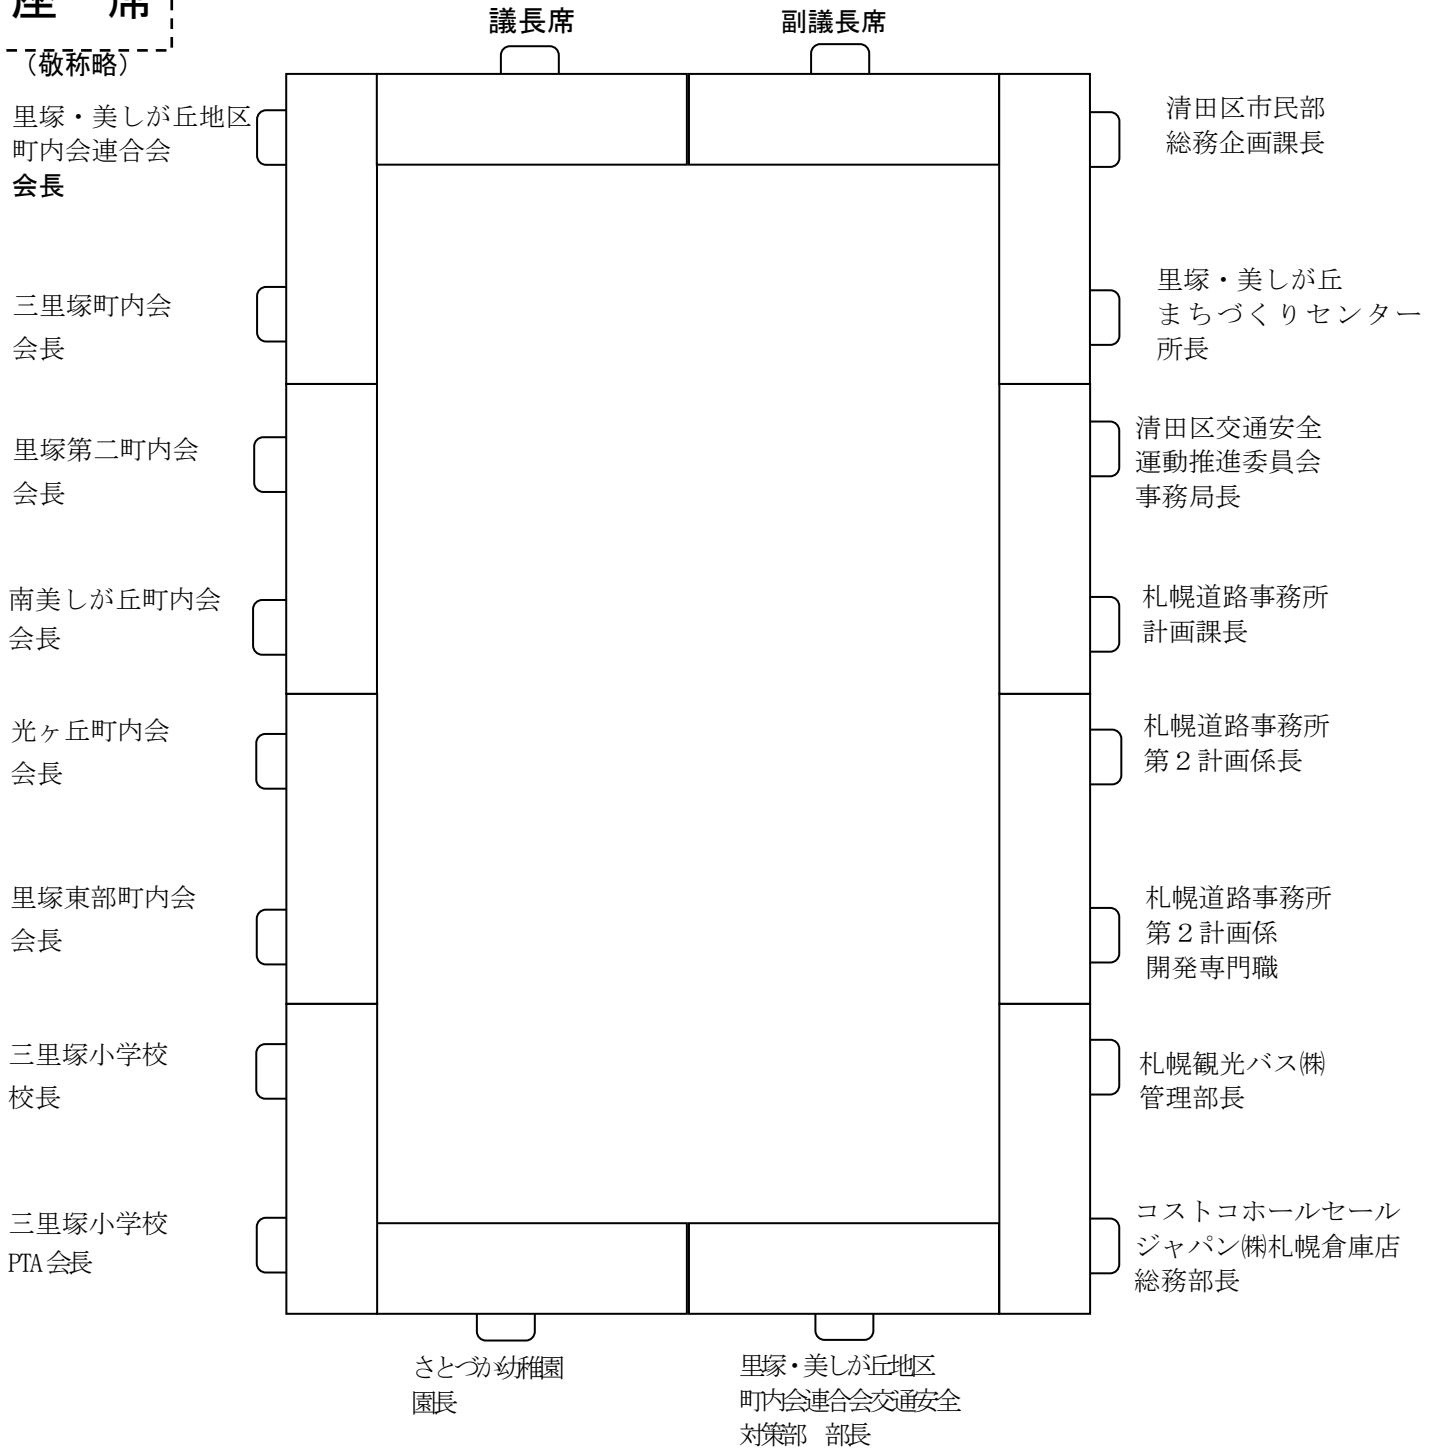 座 席
（敬称略）
議長席
副議長席
里塚・美しが丘地区
町内会連合会
会長
三里塚町内会
会長
里塚第二町内会
会長
南美しが丘町内会
会長
光ヶ丘町内会
会長
里塚東部町内会
会長
三里塚小学校
校長
三里塚小学校
PTA会長
清田区市民部
総務企画課長
里塚・美しが丘
まちづくりセンター
所長
清田区交通安全
運動推進委員会
事務局長
札幌道路事務所
計画課長
札幌道路事務所
第２計画係長
札幌道路事務所
第２計画係
開発専門職
札幌観光バス㈱
管理部長
コストコホールセール
ジャパン㈱札幌倉庫店
総務部長
さとづか幼稚園
園長
里塚・美しが丘地区
町内会連合会交通安全
対策部　部長